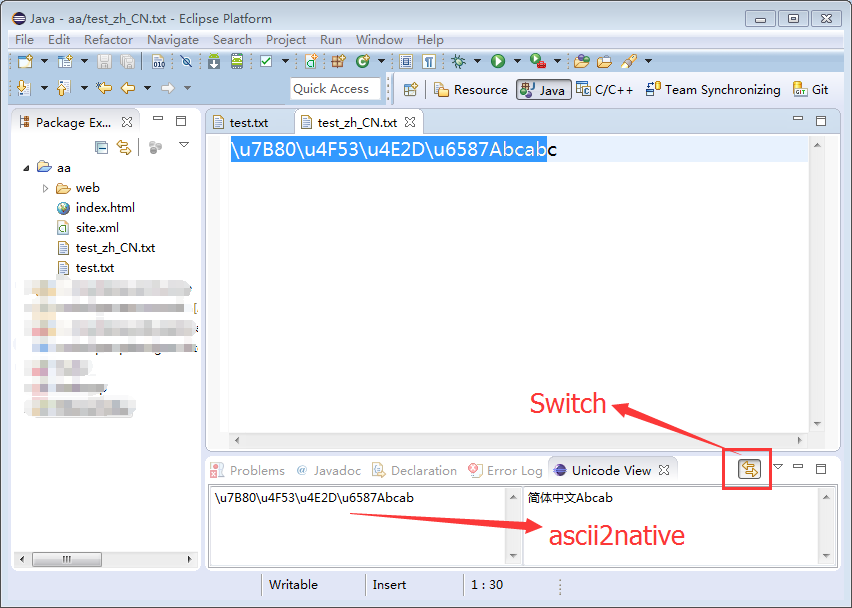 Java - aa/test_zh_CN.txt - Eclipse Platform
File Edit Refactor Navigate Search Project Run Window Help
010
Quick Access Resource Java C/C++ Team Synchronizing Git
Package Ex... test.txt test_zh_CN.txt
\u7B80\u4F53\u4E2D\u6587Abcabc
aa
web
index.html
site.xml
test_zh_CN.txt
test.txt
Switch
Problems @ Javadoc Declaration Error Log Unicode View
\u7B80\u4F53\u4E2D\u6587Abcab 简体中文Abcab
ascii2native
Writable Insert 1 : 30